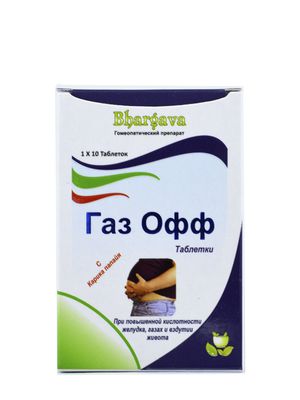 Bhargava
Гомеопатический препарат
1 X 10 Таблеток
Газ Офф
Таблетки
С
Карика папайя
При повышенной кислотности
желудка, газах и вздутии
живота